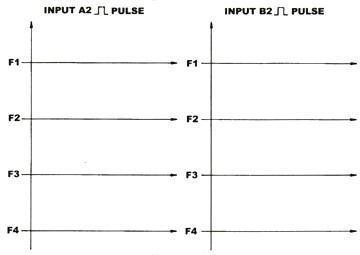 INPUT A2 PULSE INPUT B2 PULSE
F1 F1
F2 F2
F3 F3
F4 F4